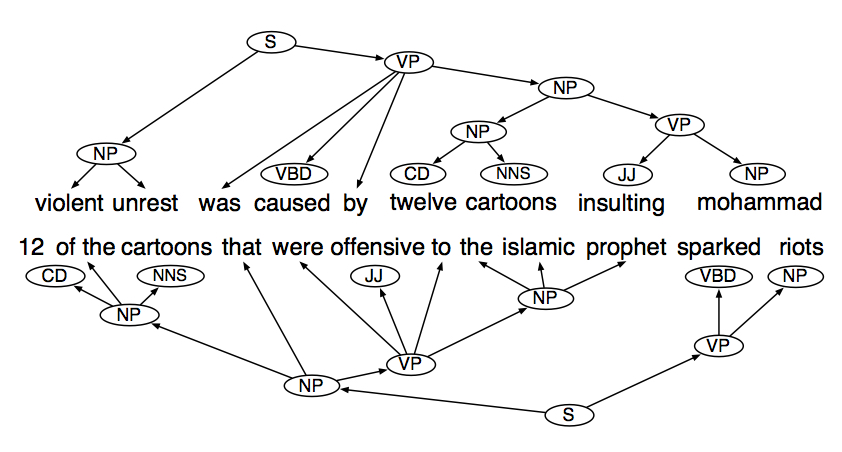 S
VP
NP
NP VP
NP
VBD CD NNS JJ NP
violent unrest was caused by twelve cartoons insulting mohammad
12 of the cartoons that were offensive to the islamic prophet sparked riots
CD NNS JJ VBD NP
NP
NP
VP
VP
NP
S